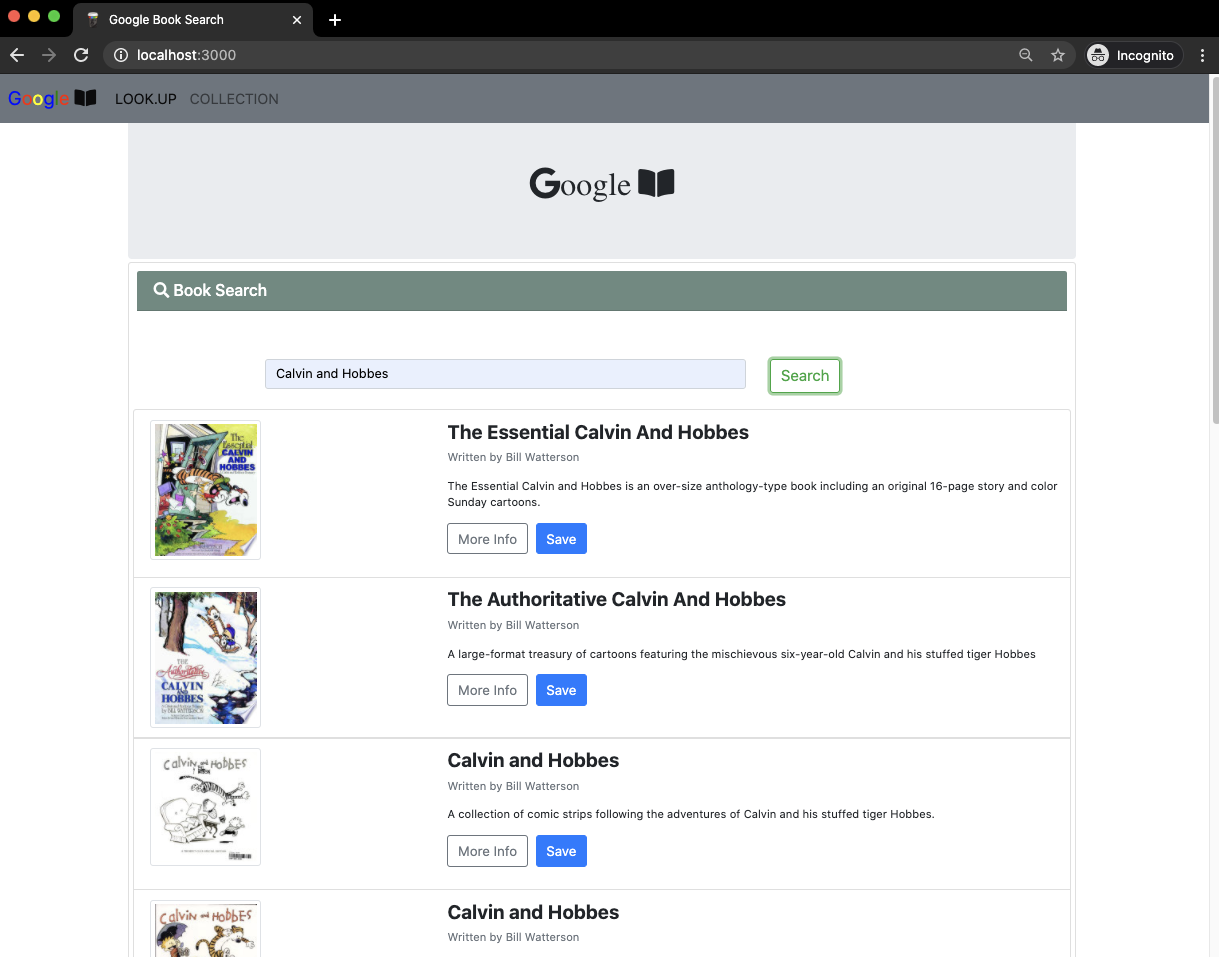 Google Book Search
localhost:3000
Incognito
Google
LOOK.UP COLLECTION
Google
Book Search
Calvin and Hobbes
Search
The Essential CALVIN AND HOBBES
The Essential Calvin And Hobbes
Written by Bill Watterson
The Essential Calvin and Hobbes is an over-size anthology-type book including an original 16-page story and color
Sunday cartoons.
More Info Save
THE Authoritative CALVIN AND HOBBES
BY BILL WATTERSON
The Authoritative Calvin And Hobbes
Written by Bill Watterson
A large-format treasury of cartoons featuring the mischievous six-year-old Calvin and his stuffed tiger Hobbes
More Info Save
Calvin and HobbEs
Calvin and Hobbes
Written by Bill Watterson
A collection of comic strips following the adventures of Calvin and his stuffed tiger Hobbes.
More Info Save
Calvin and HobbEs
Calvin and Hobbes
Written by Bill Watterson